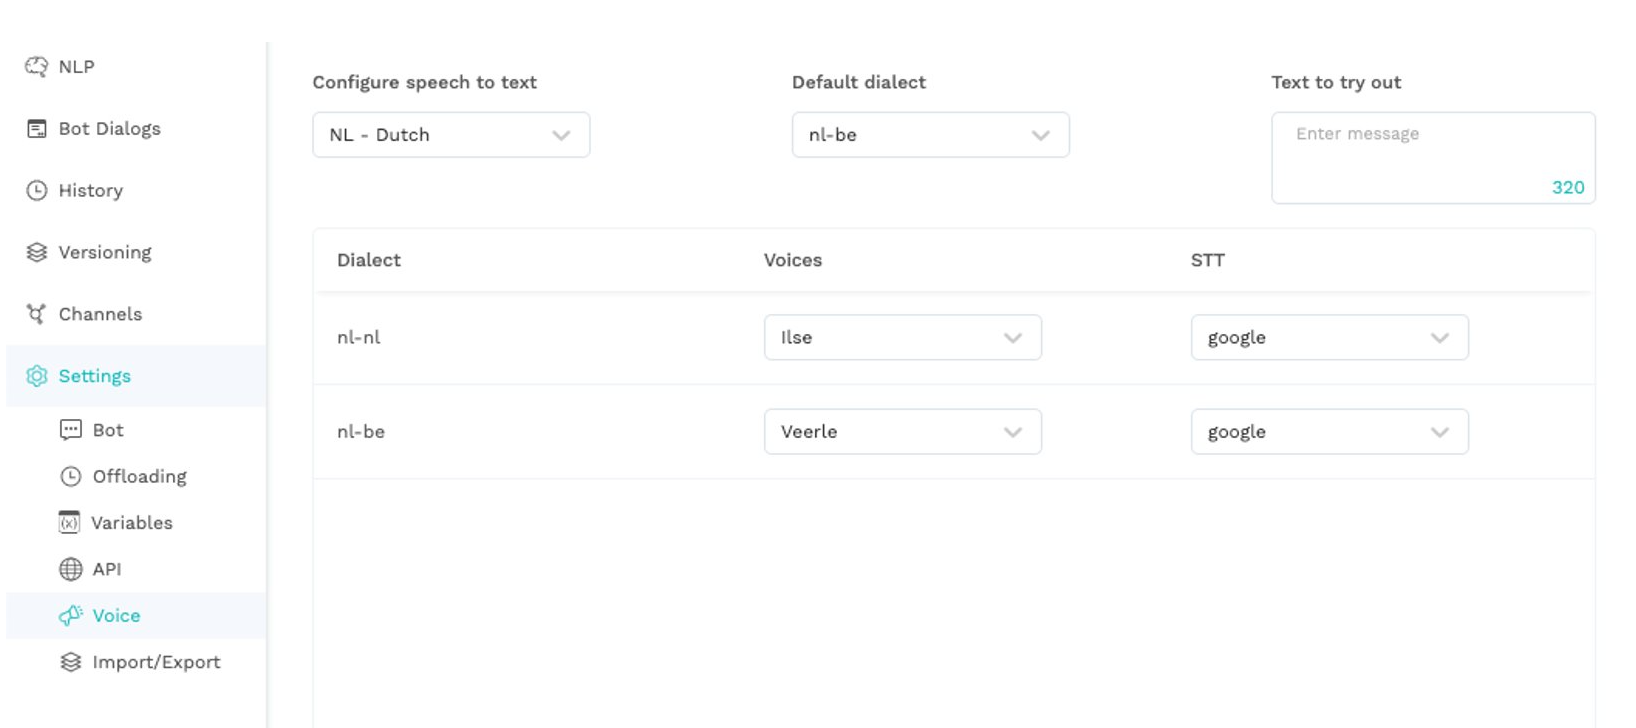 NLP
Bot Dialogs
History
Versioning
Channels
Settings
Bot
Offloading
Variables
API
Voice
Import/Export
Configure speech to text
NL - Dutch
Default dialect
nl-be
Text to try out
Enter message
320
Dialect Voices STT
nl-nl Ilse google
nl-be Veerle google